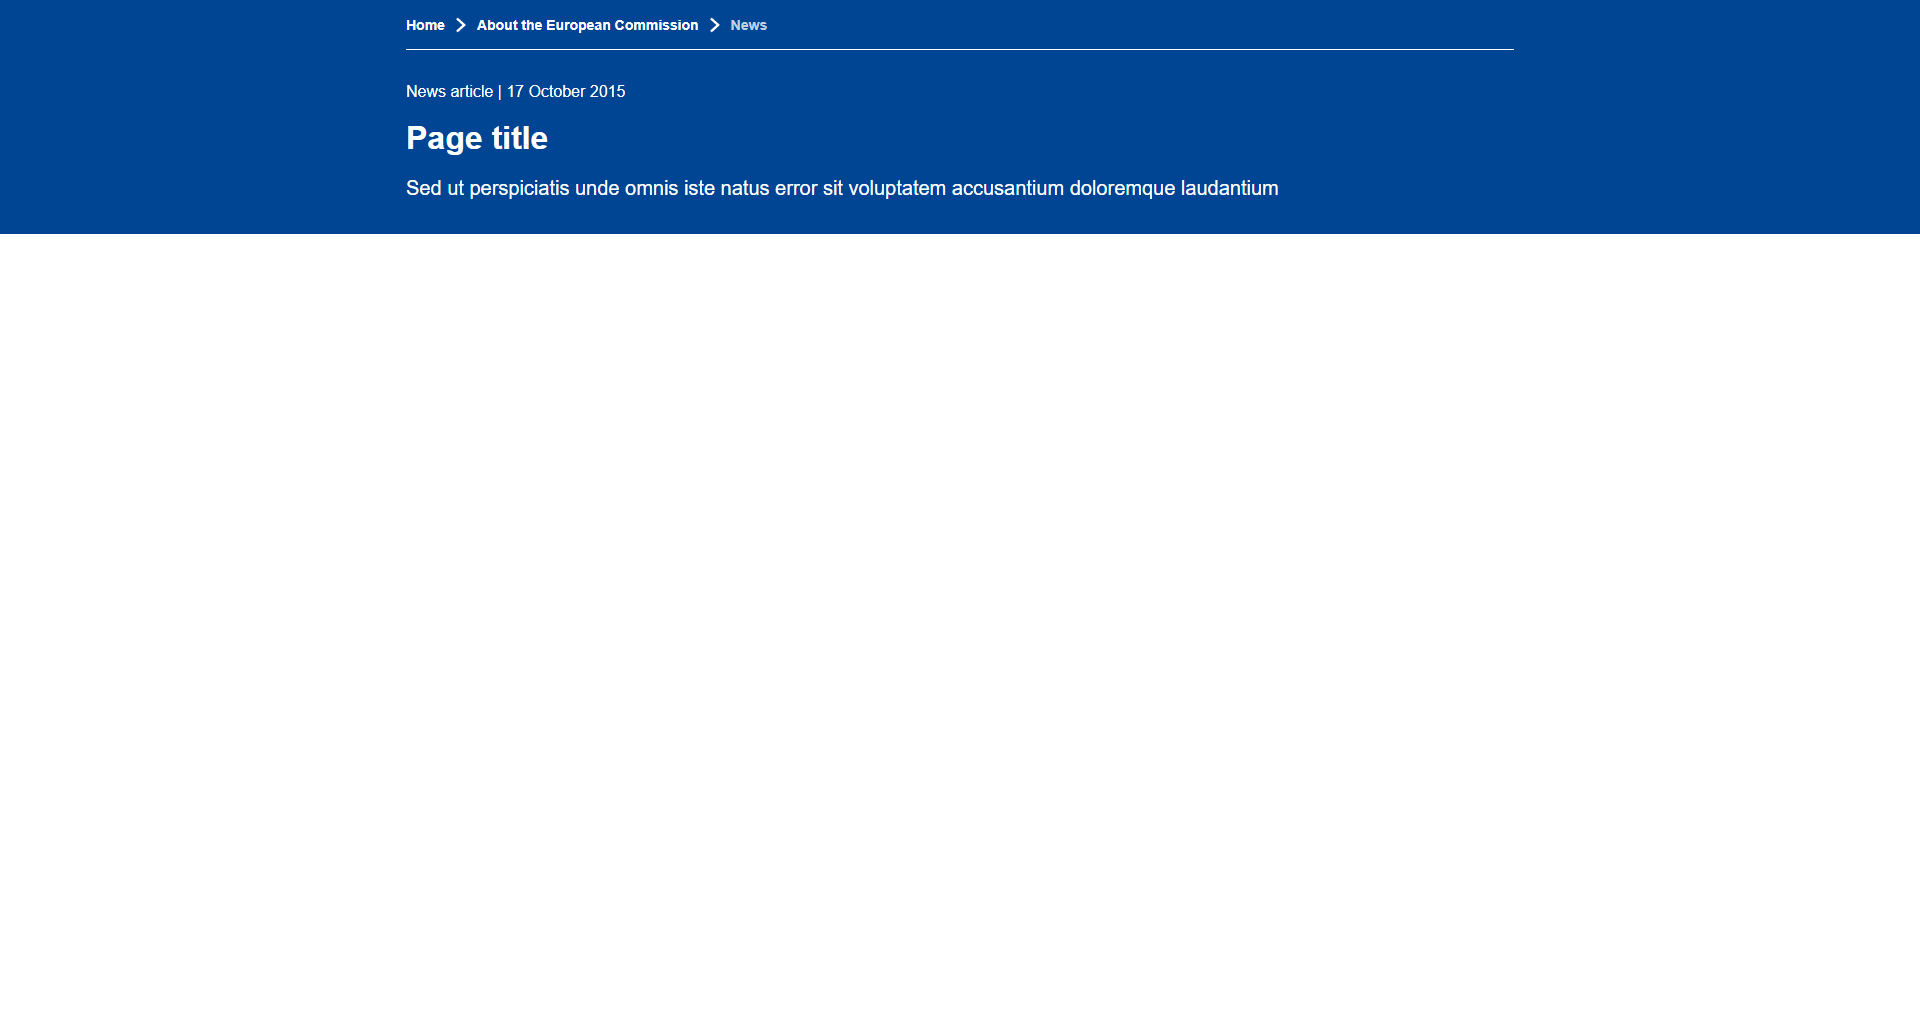 Home About the European Commission News
News article | 17 October 2015
Page title
Sed ut perspiciatis unde omnis iste natus error sit voluptatem accusantium doloremque laudantium